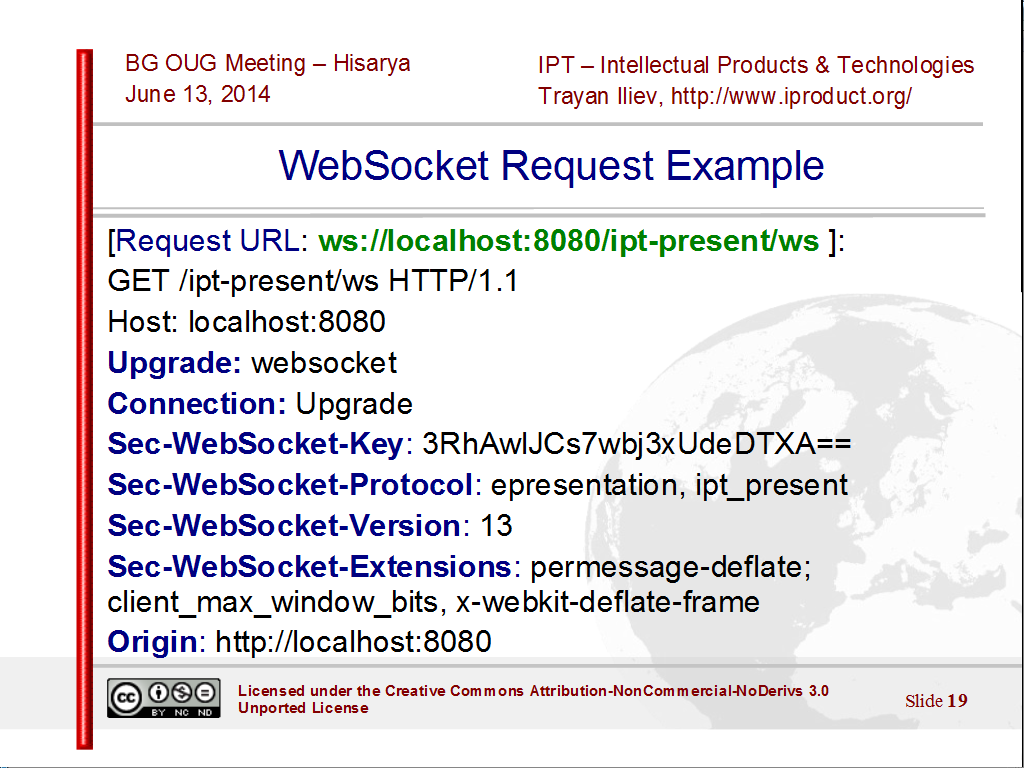 BG OUG Meeting – Hisarya
June 13, 2014
IPT – Intellectual Products & Technologies
Trayan Iliev, http://www.iproduct.org/
WebSocket Request Example
[Request URL: ws://localhost:8080/ipt-present/ws ]:
GET /ipt-present/ws HTTP/1.1
Host: localhost:8080
Upgrade: websocket
Connection: Upgrade
Sec-WebSocket-Key: 3RhAwlJCs7wbj3xUdeDTXA==
Sec-WebSocket-Protocol: epresentation, ipt_present
Sec-WebSocket-Version: 13
Sec-WebSocket-Extensions: permessage-deflate;
client_max_window_bits, x-webkit-deflate-frame
Origin: http://localhost:8080
cc BY NC ND
Licensed under the Creative Commons Attribution-NonCommercial-NoDerivs 3.0
Unported License
Slide 19